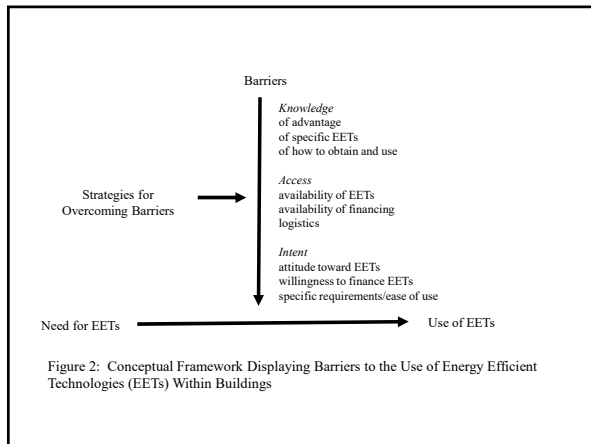 Barriers
Knowledge
of advantage
of specific EETs
of how to obtain and use
Strategies for
Overcoming Barriers
Access
availability of EETs
availability of financing
logistics
Intent
attitude toward EETs
willingness to finance EETs
specific requirements/ease of use
Need for EETs
Use of EETs
Figure 2: Conceptual Framework Displaying Barriers to the Use of Energy Efficient
Technologies (EETs) Within Buildings